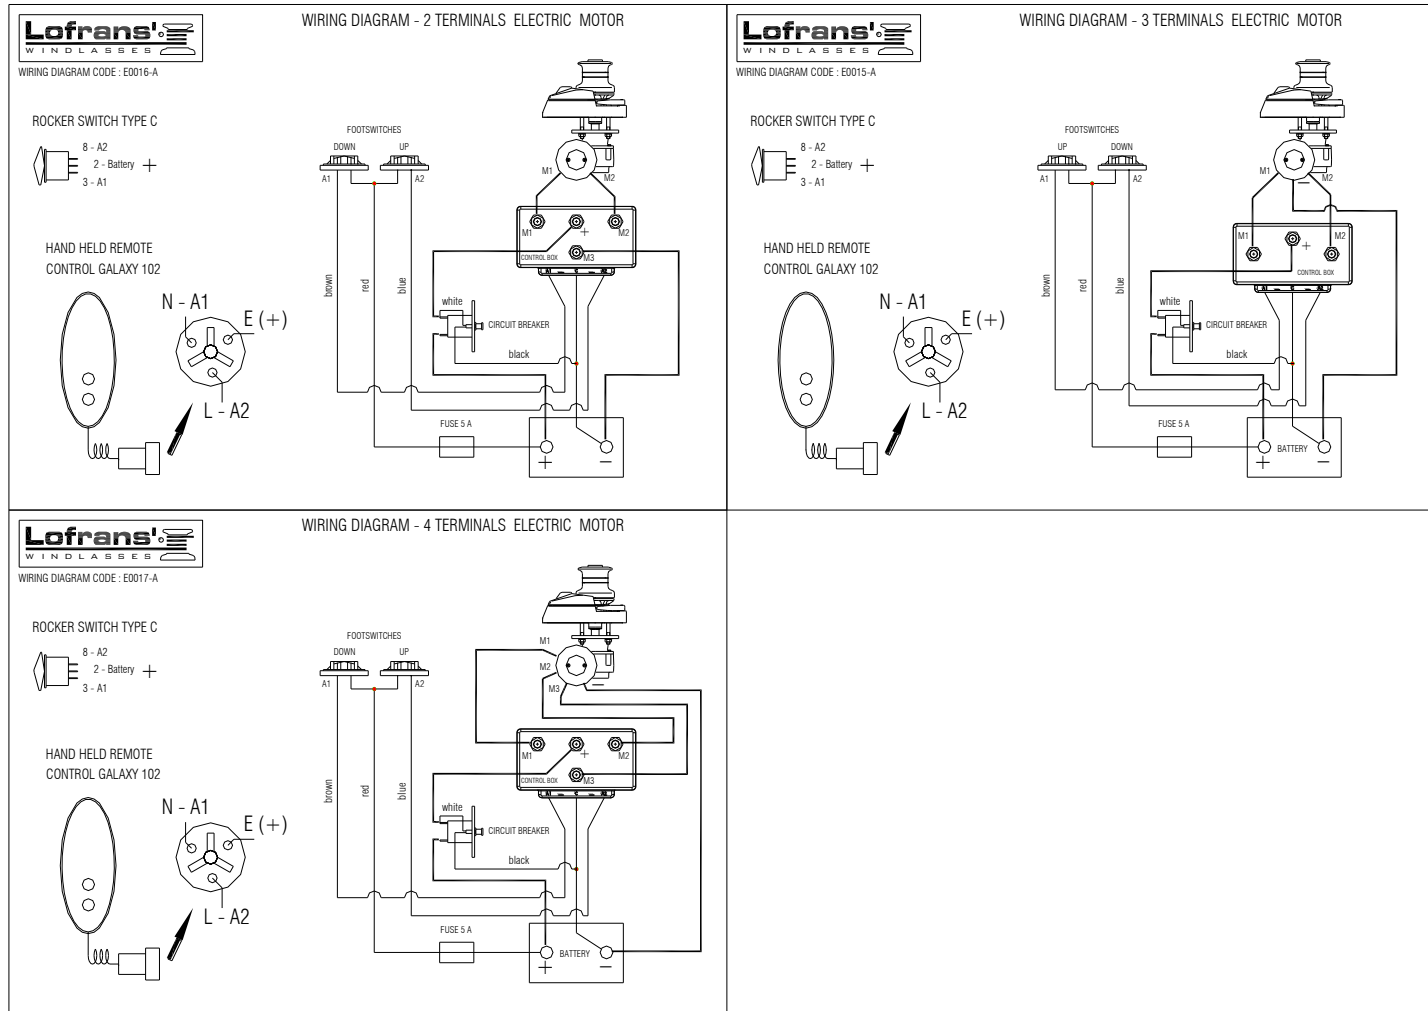 Lofrans'
WINDLASSES
WIRING DIAGRAM - 2 TERMINALS ELECTRIC MOTOR
WIRING DIAGRAM CODE : E0016-A
ROCKER SWITCH TYPE C
8 - A2
2 - Battery +
3 - A1
HAND HELD REMOTE
CONTROL GALAXY 102
N - A1
E (+)
L - A2
FOOTSWITCHES
DOWN UP
A1 A2
brown
red
blue
M1 M2
M1 + M2
CONTROL BOX M3
A1 - C - A2
white
CIRCUIT BREAKER
black
FUSE 5 A
+ -
Lofrans'
WINDLASSES
WIRING DIAGRAM - 3 TERMINALS ELECTRIC MOTOR
WIRING DIAGRAM CODE : E0015-A
ROCKER SWITCH TYPE C
8 - A2
2 - Battery +
3 - A1
HAND HELD REMOTE
CONTROL GALAXY 102
N - A1
E (+)
L - A2
FOOTSWITCHES
UP DOWN
A1 A2
brown
red
blue
M1 - M2
M1 + M2
CONTROL BOX
white
CIRCUIT BREAKER
black
FUSE 5 A
BATTERY
+ -
Lofrans'
WINDLASSES
WIRING DIAGRAM - 4 TERMINALS ELECTRIC MOTOR
WIRING DIAGRAM CODE : E0017-A
ROCKER SWITCH TYPE C
8 - A2
2 - Battery +
3 - A1
HAND HELD REMOTE
CONTROL GALAXY 102
N - A1
E (+)
L - A2
FOOTSWITCHES
DOWN UP
A1 A2
brown
red
blue
M1
M2
M3 -
M1 + M2
CONTROL BOX M3
white
CIRCUIT BREAKER
black
FUSE 5 A
BATTERY
+ -